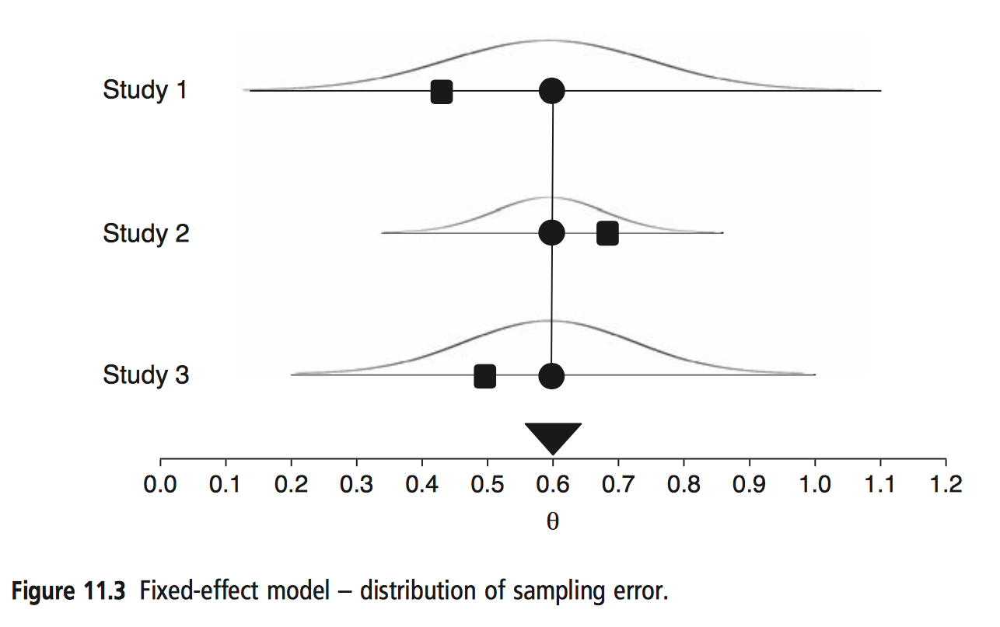 Study 1
Study 2
Study 3
0.0 0.1 0.2 0.3 0.4 0.5 0.6 0.7 0.8 0.9 1.0 1.1 1.2
θ
Figure 11.3 Fixed-effect model – distribution of sampling error.